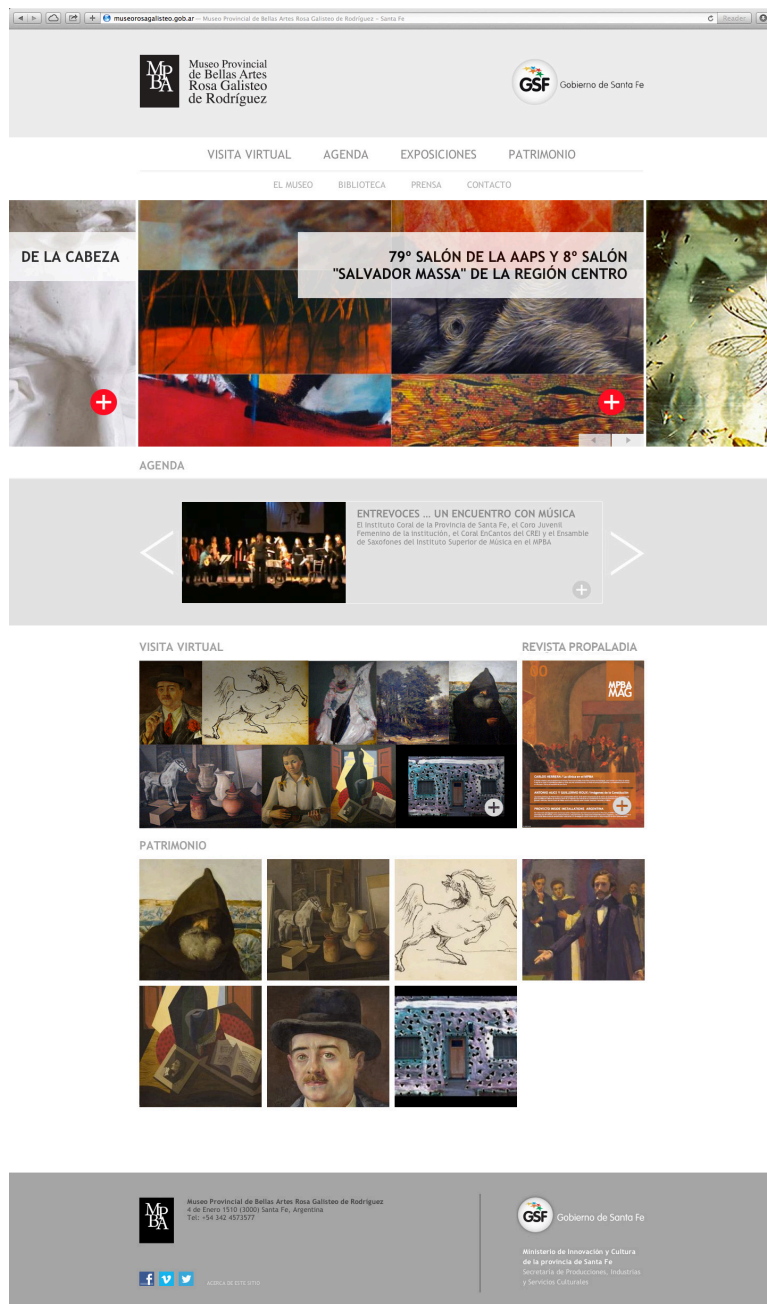 museorosagalisteo.gob.ar — Museo Provincial de Bellas Artes Rosa Galisteo de Rodríguez - Santa Fe
Reader
MPBA
Museo Provincial
de Bellas Artes
Rosa Galisteo
de Rodríguez
GSF
Gobierno de Santa Fe
VISITA VIRTUAL
AGENDA
EXPOSICIONES
PATRIMONIO
EL MUSEO
BIBLIOTECA
PRENSA
CONTACTO
DE LA CABEZA
79º SALÓN DE LA AAPS Y 8º SALÓN
"SALVADOR MASSA" DE LA REGIÓN CENTRO
AGENDA
ENTREVOCES ... UN ENCUENTRO CON MÚSICA
El Instituto Coral de la Provincia de Santa Fe, el Coro Juvenil
Femenino de la Institución, el Coral EnCantos del CREI y el Ensamble
de Saxofones del Instituto Superior de Música en el MPBA
VISITA VIRTUAL
REVISTA PROPALADIA
MPBA
MAG
PATRIMONIO
MPBA
Museo Provincial de Bellas Artes Rosa Galisteo de Rodríguez
4 de Enero 1510 (3000) Santa Fe, Argentina
Tel: +54 342 4573577
ACERCA DE ESTE SITIO
GSF
Gobierno de Santa Fe
Ministerio de Innovación y Cultura
de la provincia de Santa Fe
Secretaría de Producciones, Industrias
y Servicios Culturales